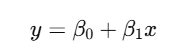 y = β₀ + β₁x